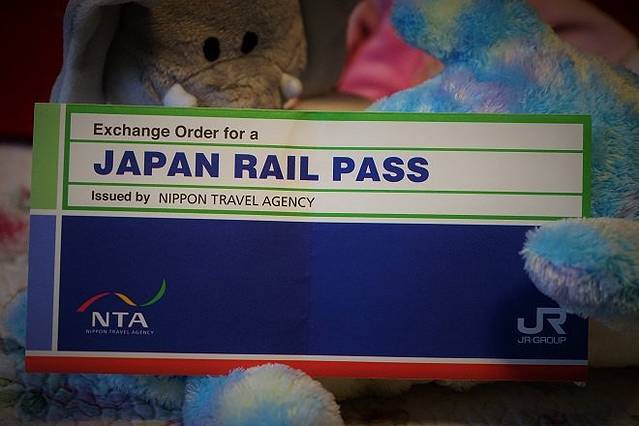 Exchange Order for a
JAPAN RAIL PASS
Issued by NIPPON TRAVEL AGENCY
NTA
NIPPON TRAVEL AGENCY
JR
JR-GROUP